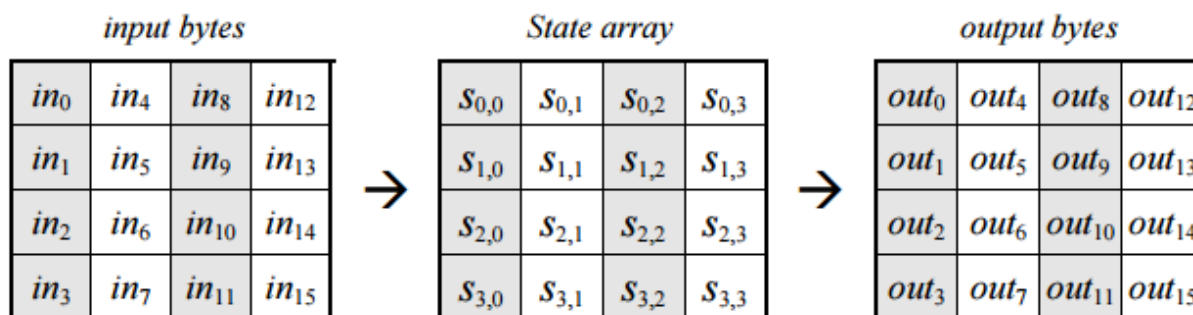 input bytes State array output bytes
in₀ in₄ in₈ in₁₂ s₀,₀ s₀,₁ s₀,₂ s₀,₃ out₀ out₄ out₈ out₁₂
in₁ in₅ in₉ in₁₃ s₁,₀ s₁,₁ s₁,₂ s₁,₃ out₁ out₅ out₉ out₁₃
→ →
in₂ in₆ in₁₀ in₁₄ s₂,₀ s₂,₁ s₂,₂ s₂,₃ out₂ out₆ out₁₀ out₁₄
in₃ in₇ in₁₁ in₁₅ s₃,₀ s₃,₁ s₃,₂ s₃,₃ out₃ out₇ out₁₁ out₁₅